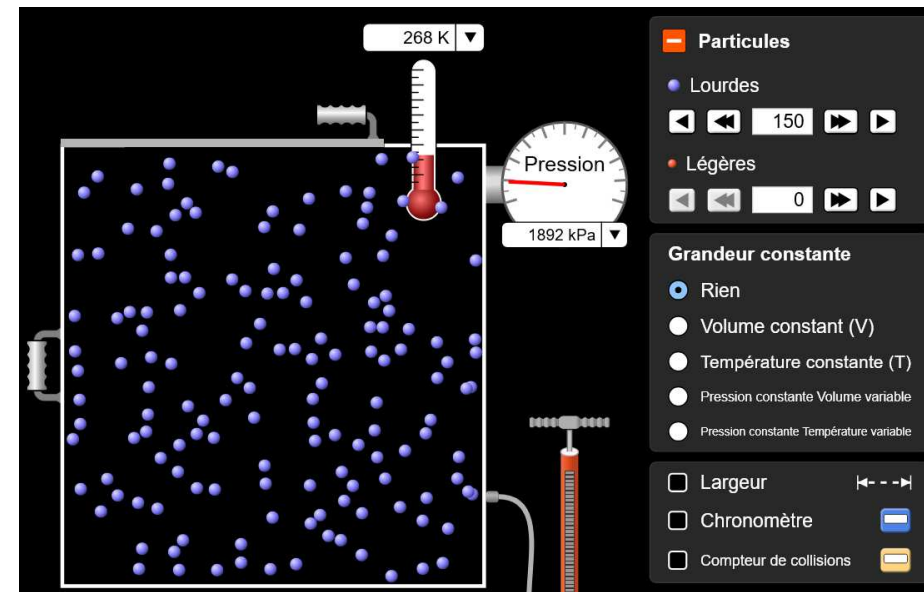 268 K
Pression
1892 kPa
Particules
Lourdes
150
Légères
0
Grandeur constante
Rien
Volume constant (V)
Température constante (T)
Pression constante Volume variable
Pression constante Température variable
Largeur
Chronomètre
Compteur de collisions